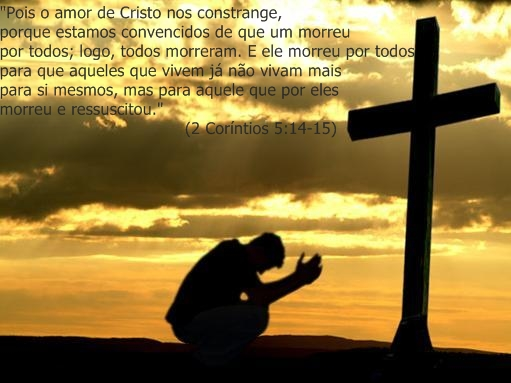 "Pois o amor de Cristo nos constrange,
porque estamos convencidos de que um morreu
por todos; logo, todos morreram. E ele morreu por todos
para que aqueles que vivem já não vivam mais
para si mesmos, mas para aquele que por eles
morreu e ressuscitou."
(2 Coríntios 5:14-15)